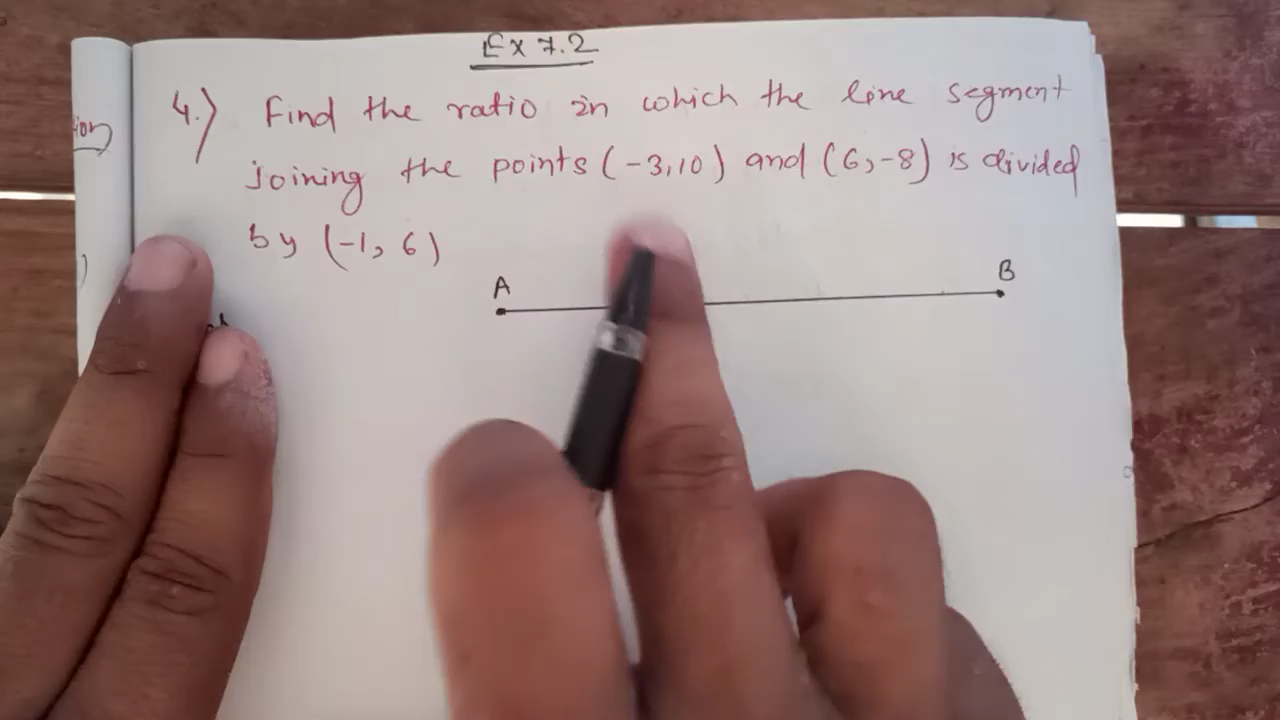 Ex 7.2
4.) Find the ratio in which the line segment
joining the points (-3,10) and (6,-8) is divided
by (-1, 6)
A B